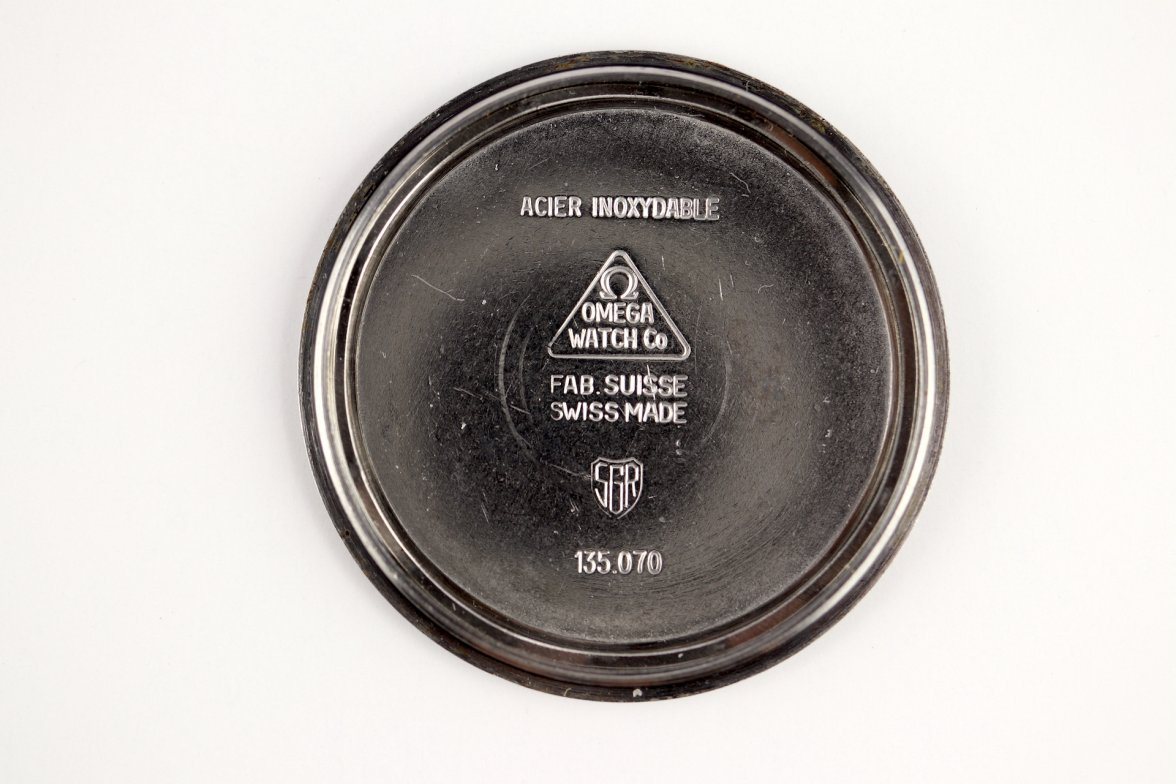 ACIER INOXYDABLE
Ω
OMEGA
WATCH Co
FAB. SUISSE
SWISS MADE
SGR
135.070